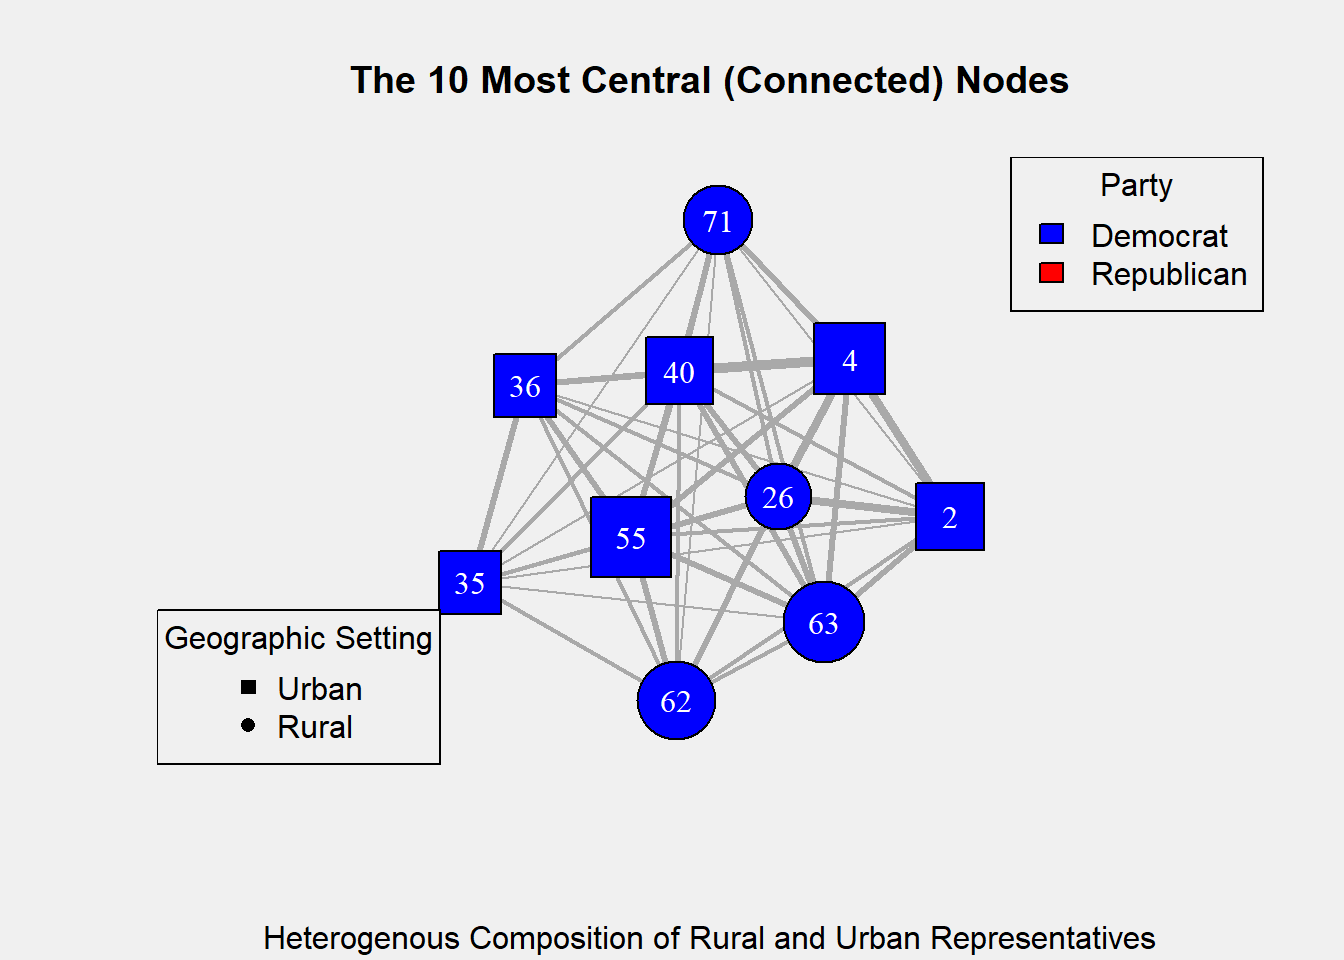 The 10 Most Central (Connected) Nodes
Party
Democrat
Republican
71
4
40
36
26
2
55
35
63
62
Geographic Setting
Urban
Rural
Heterogenous Composition of Rural and Urban Representatives